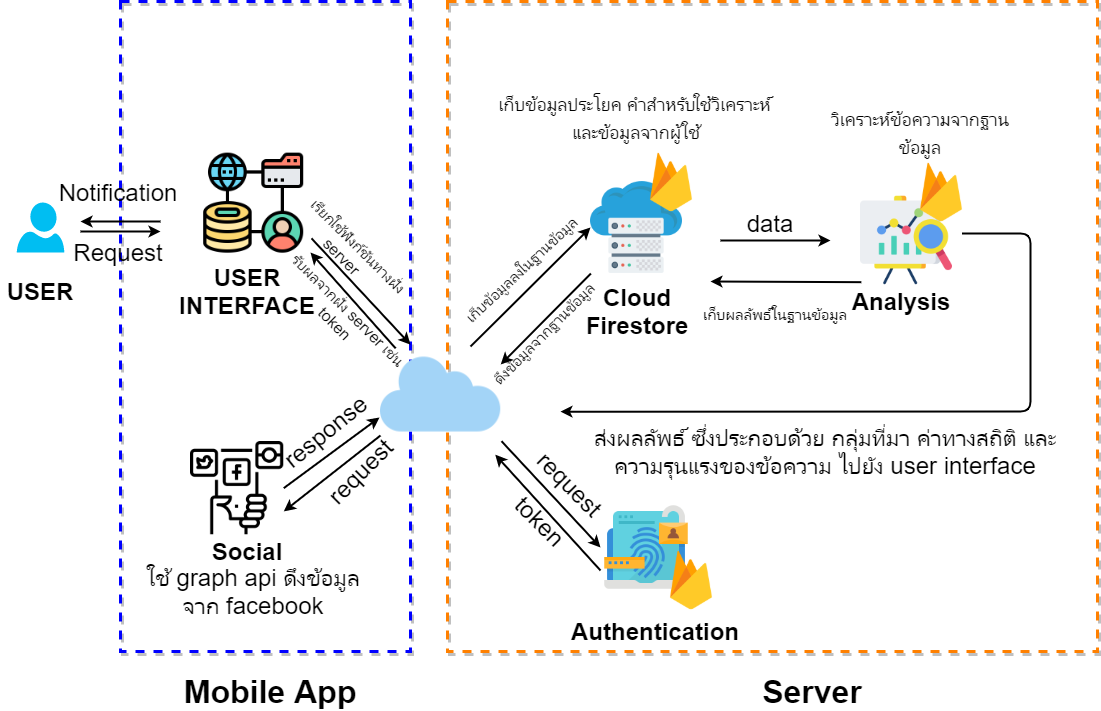 เก็บข้อมูลประโยค คำสำหรับใช้วิเคราะห์
และข้อมูลจากผู้ใช้
วิเคราะห์ข้อความจากฐาน
ข้อมูล
Notification
Request
USER
USER
INTERFACE
เรียกใช้ฟังก์ชันทางฝั่ง
server
รับผลจากฝั่ง server เช่น
token
เก็บข้อมูลลงในฐานข้อมูล
ดึงข้อมูลจากฐานข้อมูล
Cloud
Firestore
data
เก็บผลลัพธ์ในฐานข้อมูล
Analysis
ส่งผลลัพธ์ ซึ่งประกอบด้วย กลุ่มที่มา ค่าทางสถิติ และ
ความรุนแรงของข้อความ ไปยัง user interface
response
request
Social
ใช้ graph api ดึงข้อมูล
จาก facebook
request
token
Authentication
Mobile App
Server